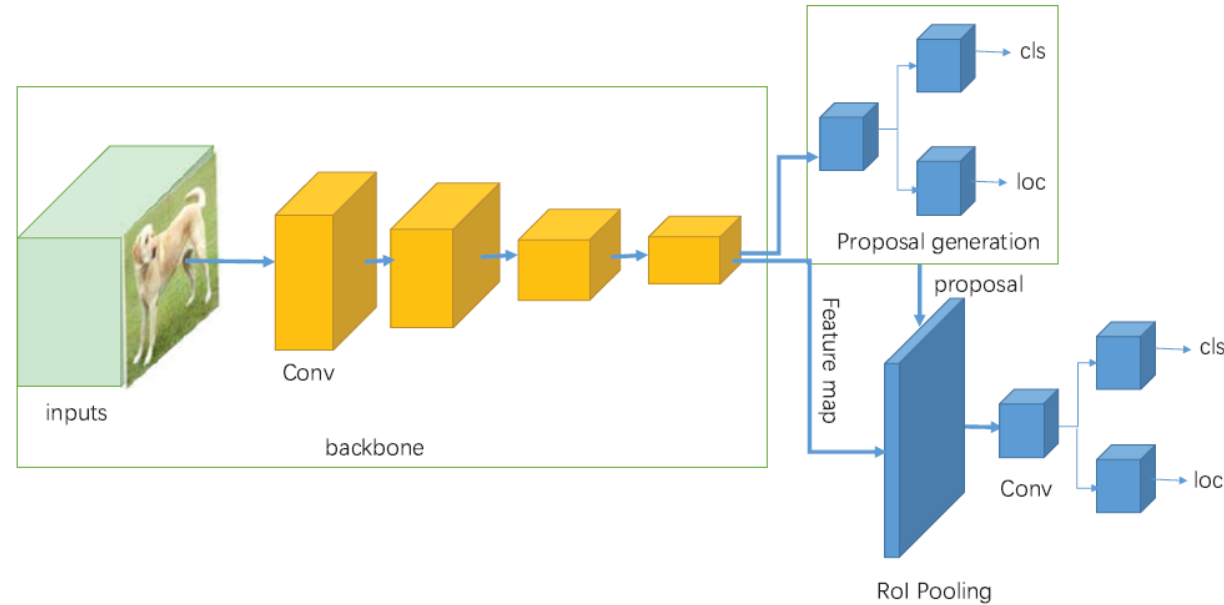 cls
loc
Proposal generation
proposal
Feature map
Conv
inputs
backbone
cls
Conv
loc
RoI Pooling